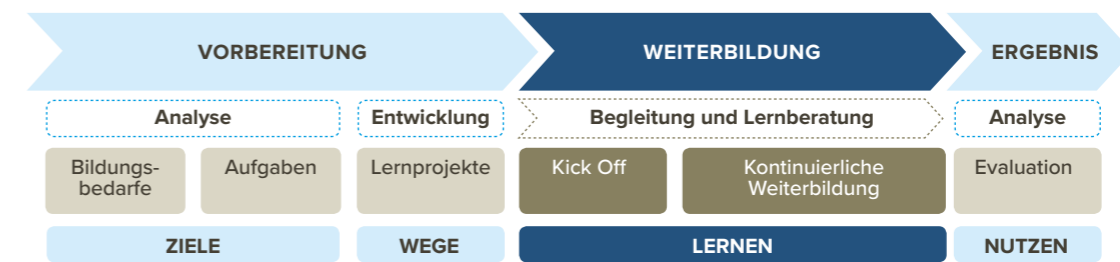 VORBEREITUNG WEITERBILDUNG ERGEBNIS
Analyse Entwicklung Begleitung und Lernberatung Analyse
Bildungs-
bedarfe
Aufgaben
Lernprojekte
Kick Off
Kontinuierliche
Weiterbildung
Evaluation
ZIELE WEGE LERNEN NUTZEN